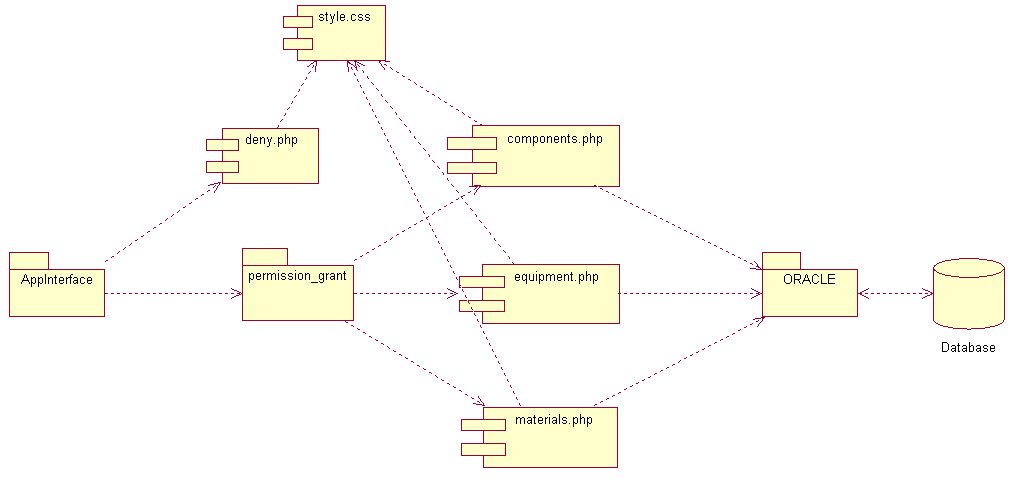 style.css
deny.php
components.php
AppInterface
permission_grant
equipment.php
ORACLE
Database
materials.php